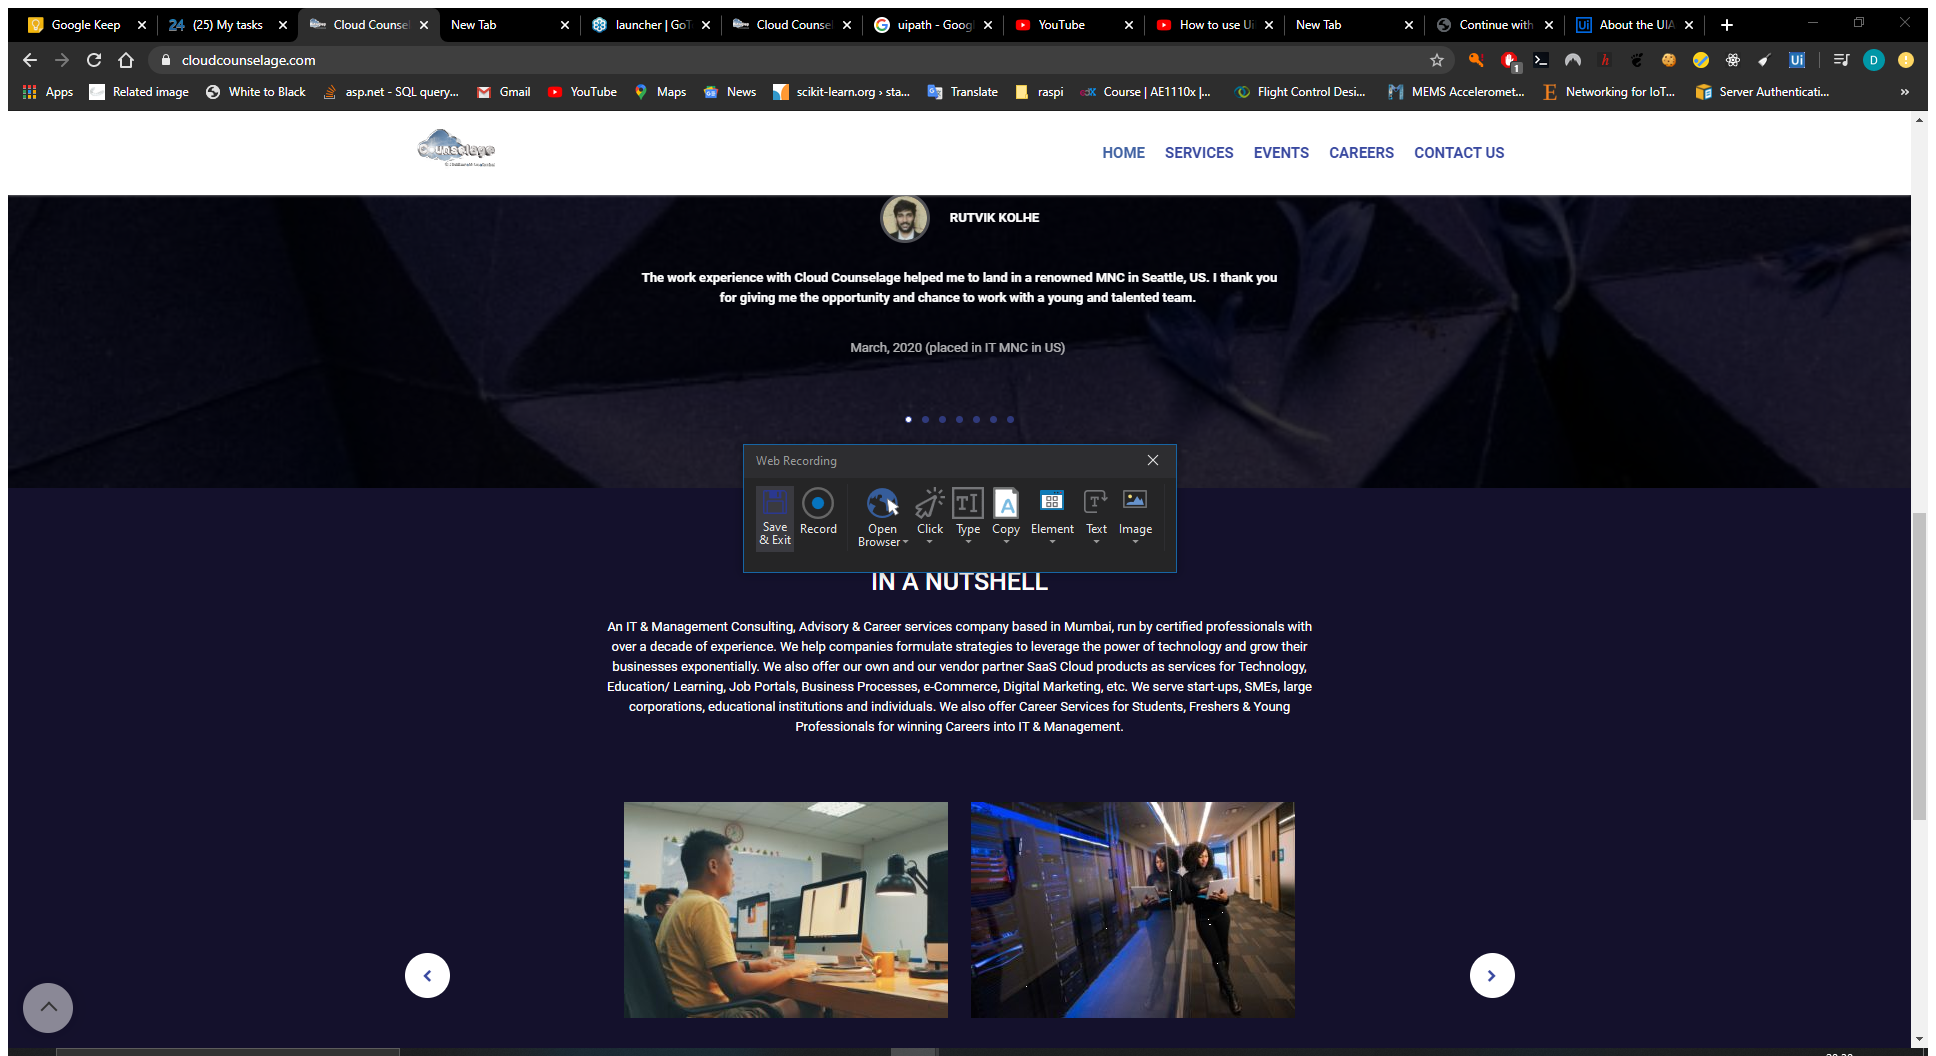 Google Keep
24 (25) My tasks
Cloud Counsel
New Tab
launcher | GoT
Cloud Counsel
uipath - Goog
YouTube
How to use Ui
New Tab
Continue with
Ui About the UIA
cloudcounselage.com
1
Ui
D
Apps
Related image
White to Black
asp.net - SQL query...
Gmail
YouTube
Maps
News
scikit-learn.org › sta...
Translate
raspi
Course | AE1110x |...
Flight Control Desi...
MEMS Acceleromet...
Networking for IoT...
Server Authenticati...
»
Counselage
HOME SERVICES EVENTS CAREERS CONTACT US
RUTVIK KOLHE
The work experience with Cloud Counselage helped me to land in a renowned MNC in Seattle, US. I thank you
for giving me the opportunity and chance to work with a young and talented team.
March, 2020 (placed in IT MNC in US)
Web Recording
Save
& Exit
Record
Open
Browser
Click
Type
Copy
Element
Text
Image
IN A NUTSHELL
An IT & Management Consulting, Advisory & Career services company based in Mumbai, run by certified professionals with
over a decade of experience. We help companies formulate strategies to leverage the power of technology and grow their
businesses exponentially. We also offer our own and our vendor partner SaaS Cloud products as services for Technology,
Education/ Learning, Job Portals, Business Processes, e-Commerce, Digital Marketing, etc. We serve start-ups, SMEs, large
corporations, educational institutions and individuals. We also offer Career Services for Students, Freshers & Young
Professionals for winning Careers into IT & Management.